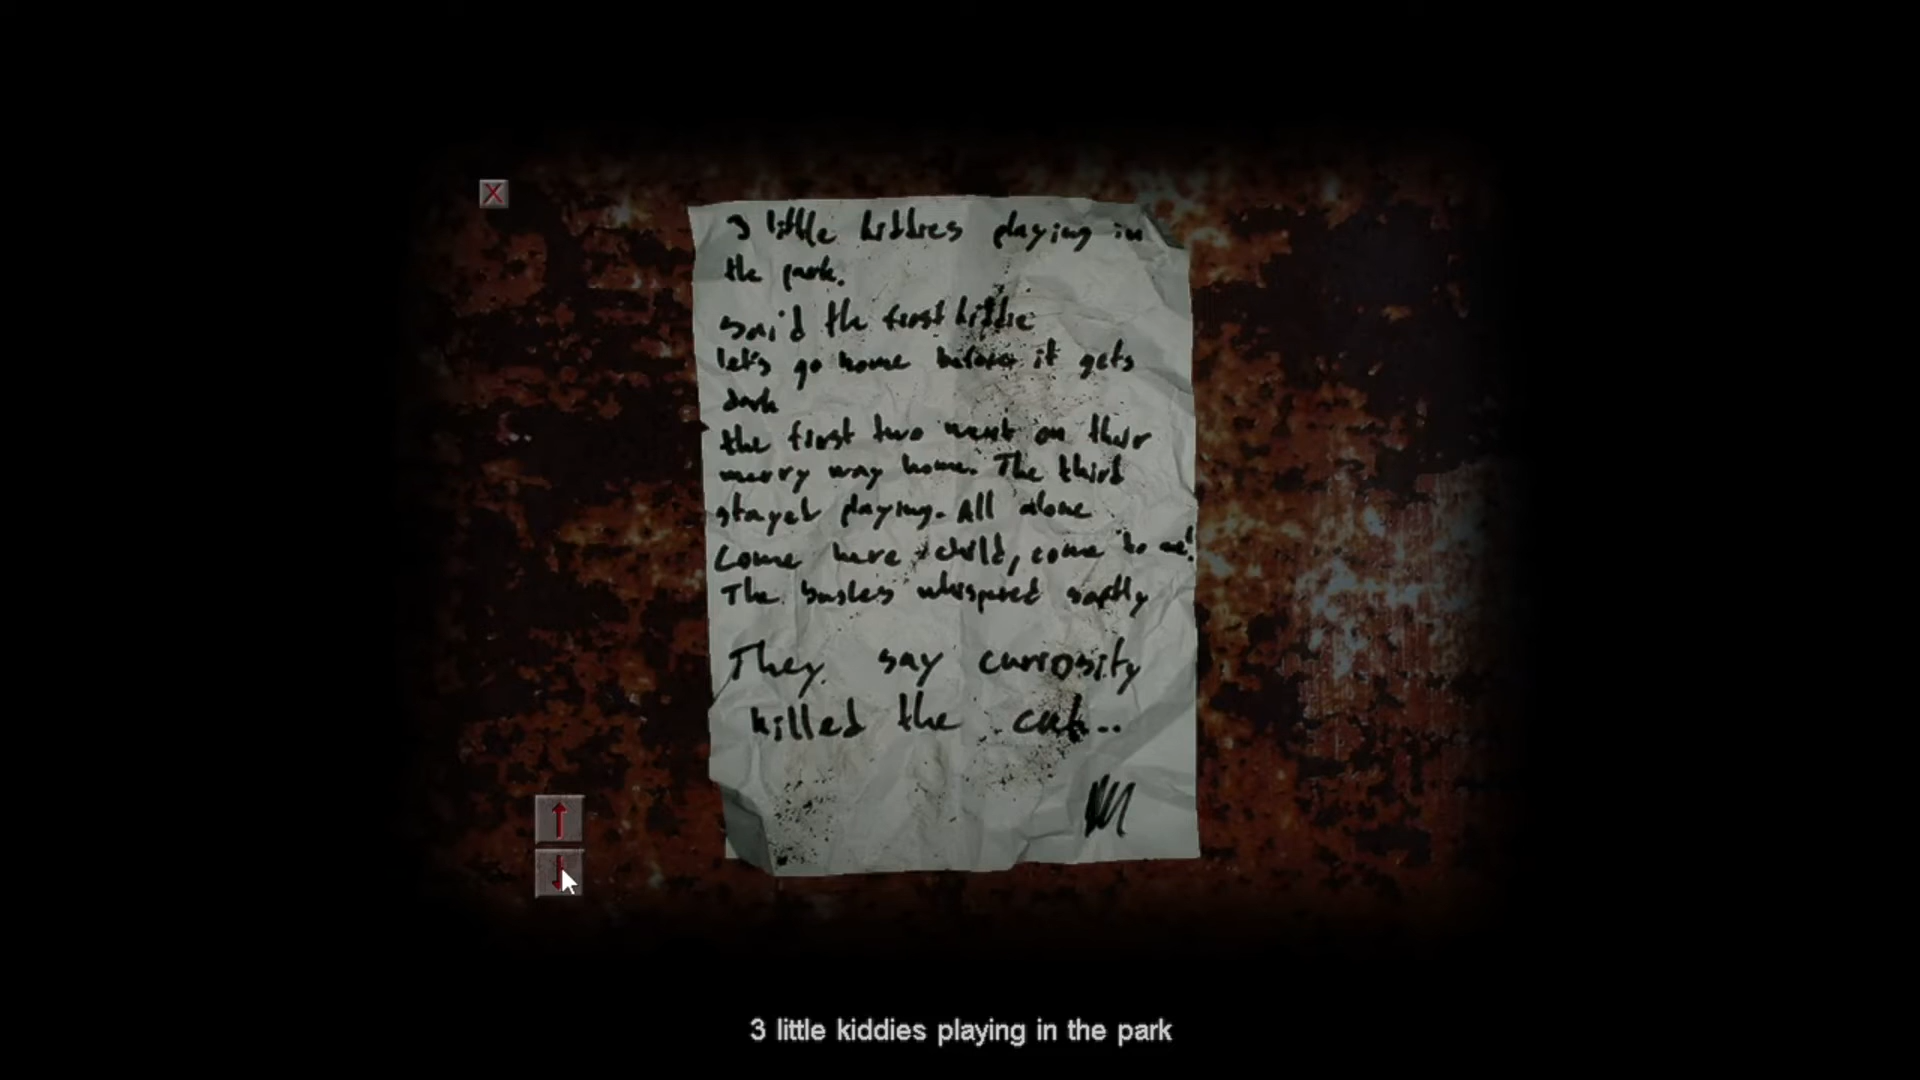 3 little kiddies playing in
the park.
said the first kiddie
let's go home before it gets
dark
the first two went on their
merry way home. The third
stayed playing. All alone
Come here child, come to me!
The bushes whispered softly
They say curiosity
killed the cat...
3 little kiddies playing in the park